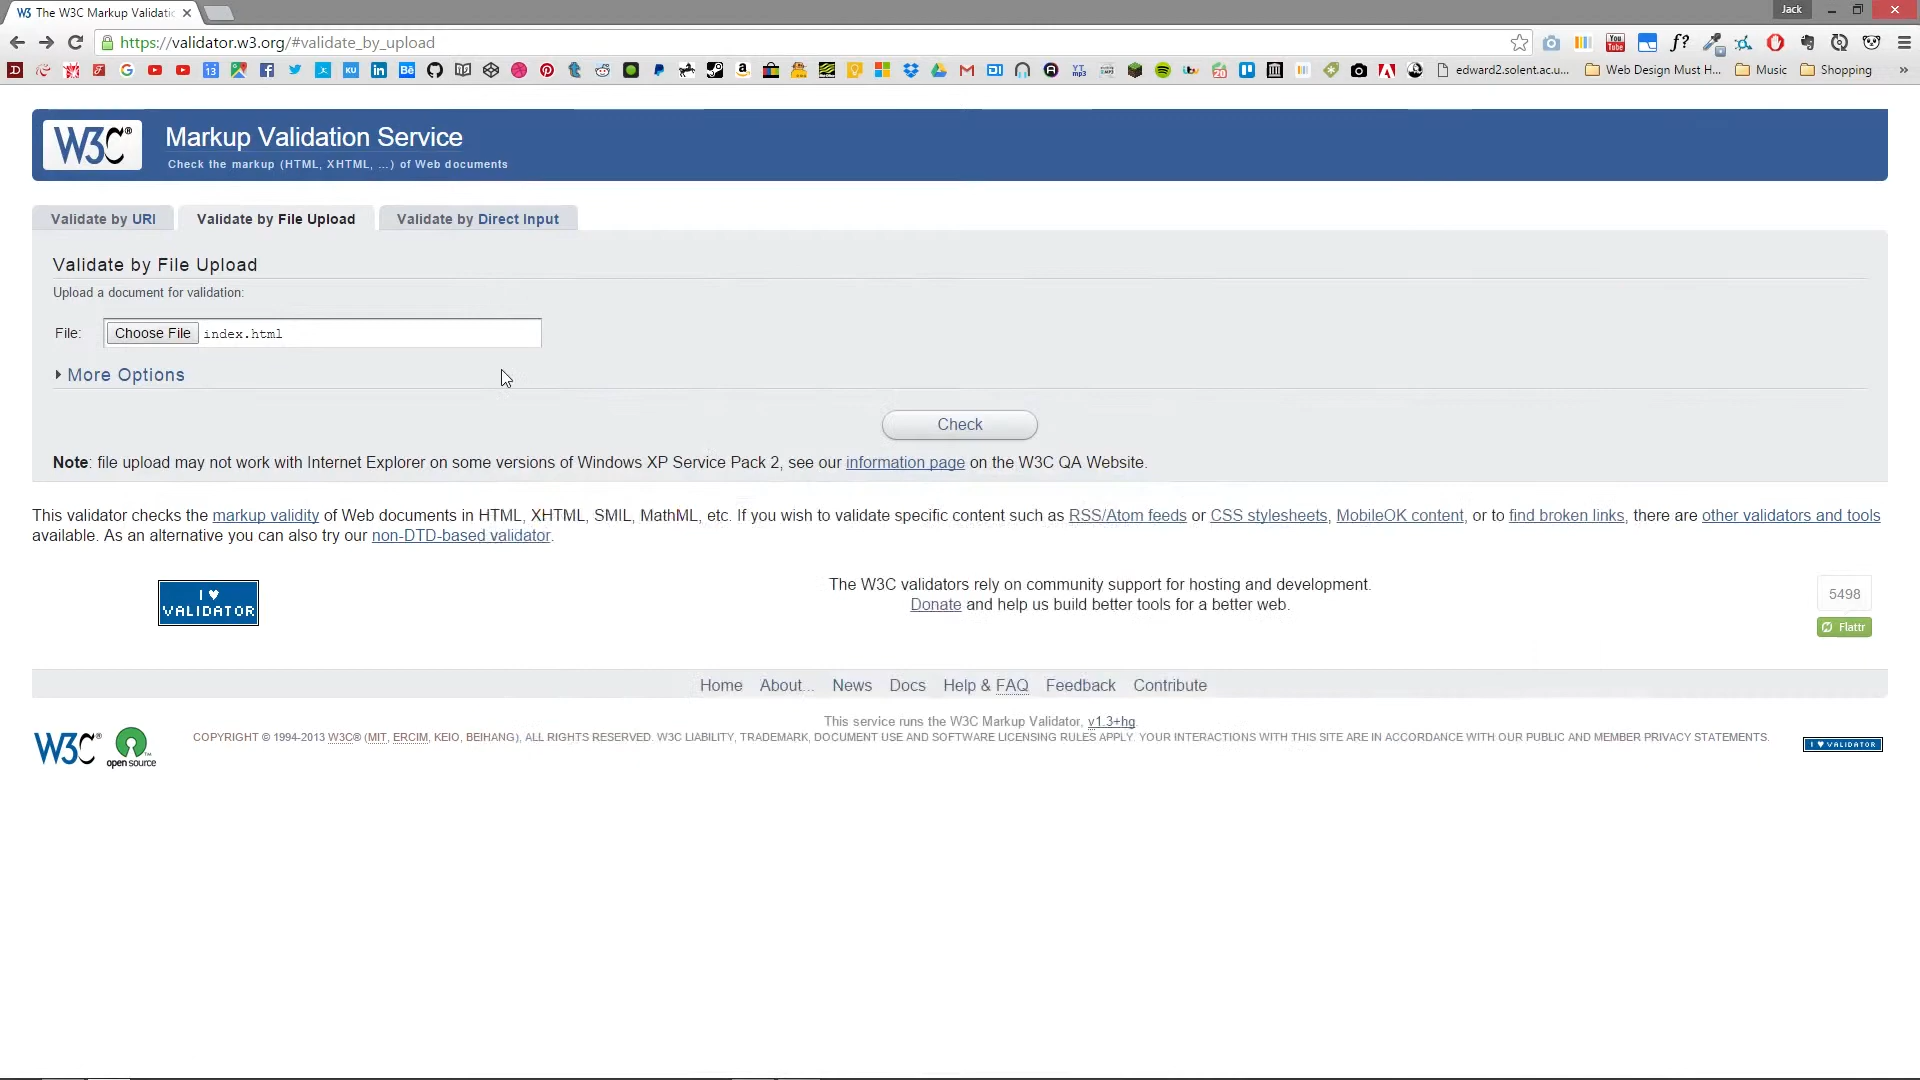 The W3C Markup Validatic
Jack
https://validator.w3.org/#validate_by_upload
edward2.solent.ac.u...
Web Design Must H...
Music
Shopping
W3C®
Markup Validation Service
Check the markup (HTML, XHTML, …) of Web documents
Validate by URI
Validate by File Upload
Validate by Direct Input
Validate by File Upload
Upload a document for validation:
File: Choose File index.html
More Options
Check
Note: file upload may not work with Internet Explorer on some versions of Windows XP Service Pack 2, see our information page on the W3C QA Website.
This validator checks the markup validity of Web documents in HTML, XHTML, SMIL, MathML, etc. If you wish to validate specific content such as RSS/Atom feeds or CSS stylesheets, MobileOK content, or to find broken links, there are other validators and tools
available. As an alternative you can also try our non-DTD-based validator.
I ♥
VALIDATOR
The W3C validators rely on community support for hosting and development.
Donate and help us build better tools for a better web.
5498
Flattr
Home About... News Docs Help & FAQ Feedback Contribute
This service runs the W3C Markup Validator, v1.3+hg.
W3C®
open source
COPYRIGHT © 1994-2013 W3C® (MIT, ERCIM, KEIO, BEIHANG), ALL RIGHTS RESERVED. W3C LIABILITY, TRADEMARK, DOCUMENT USE AND SOFTWARE LICENSING RULES APPLY. YOUR INTERACTIONS WITH THIS SITE ARE IN ACCORDANCE WITH OUR PUBLIC AND MEMBER PRIVACY STATEMENTS.
I ♥ VALIDATOR